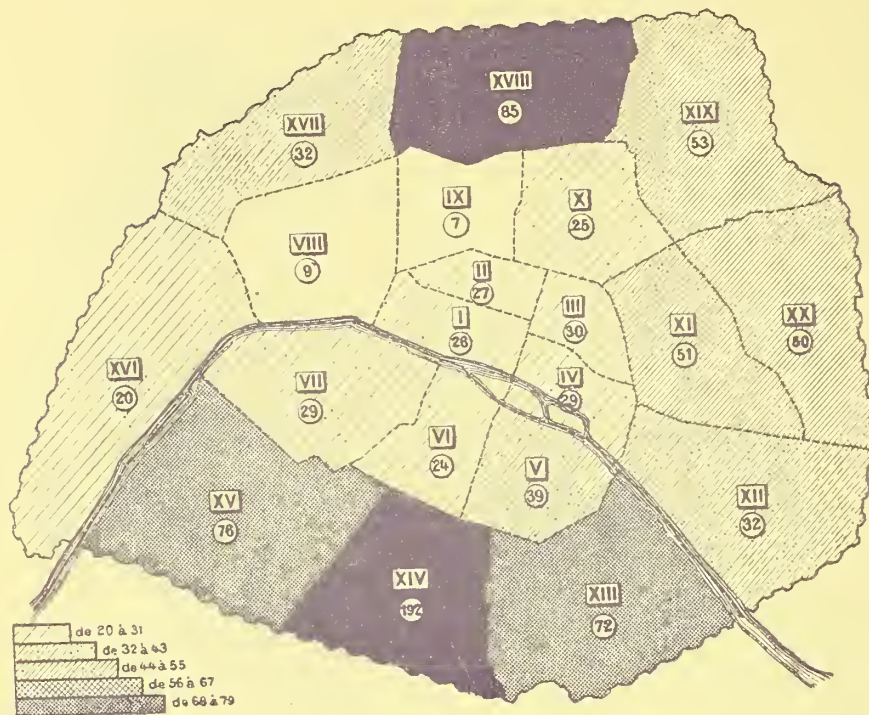 XVIII
85
XVII
32
XIX
53
IX
7
X
25
VIII
9
II
27
III
30
I
28
XI
51
XX
50
XVI
20
VII
29
IV
29
VI
24
V
39
XII
32
XV
76
XIV
192
XIII
72
de 20 à 31
de 32 à 43
de 44 à 55
de 56 à 67
de 68 à 79